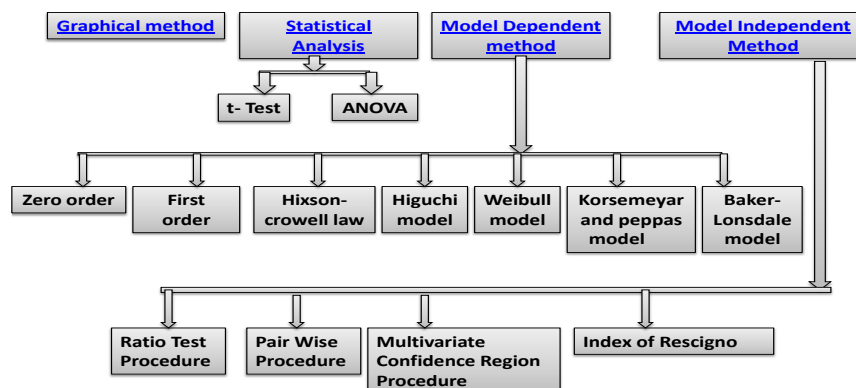 Graphical method
Statistical
Analysis
Model Dependent
method
Model Independent
Method
t- Test
ANOVA
Zero order
First
order
Hixson-
crowell law
Higuchi
model
Weibull
model
Korsemeyar
and peppas
model
Baker-
Lonsdale
model
Ratio Test
Procedure
Pair Wise
Procedure
Multivariate
Confidence Region
Procedure
Index of Rescigno